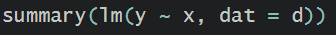 summary(lm(y ~ x, dat = d))